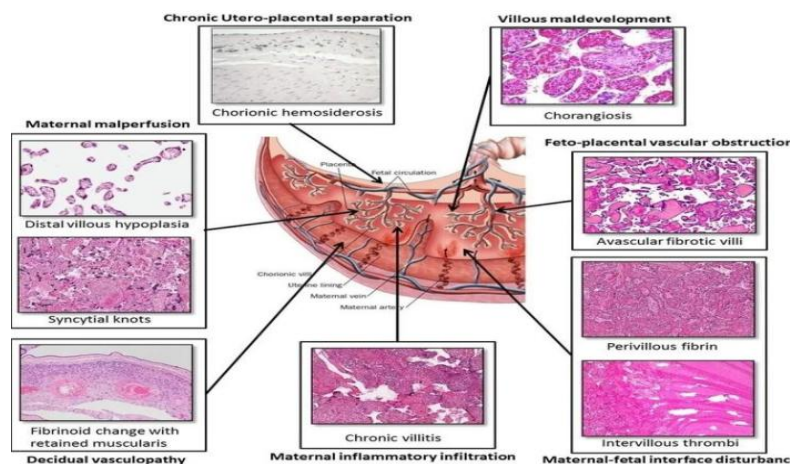 Chronic Utero-placental separation
Chorionic hemosiderosis
Villous maldevelopment
Chorangiosis
Maternal malperfusion
Distal villous hypoplasia
Syncytial knots
Feto-placental vascular obstruction
Avascular fibrotic villi
Placenta
Fetal circulation
Chorionic villi
Uterine lining
Maternal vein
Maternal artery
Perivillous fibrin
Intervillous thrombi
Maternal-fetal interface disturbanc
Fibrinoid change with
retained muscularis
Decidual vasculopathy
Chronic villitis
Maternal inflammatory infiltration